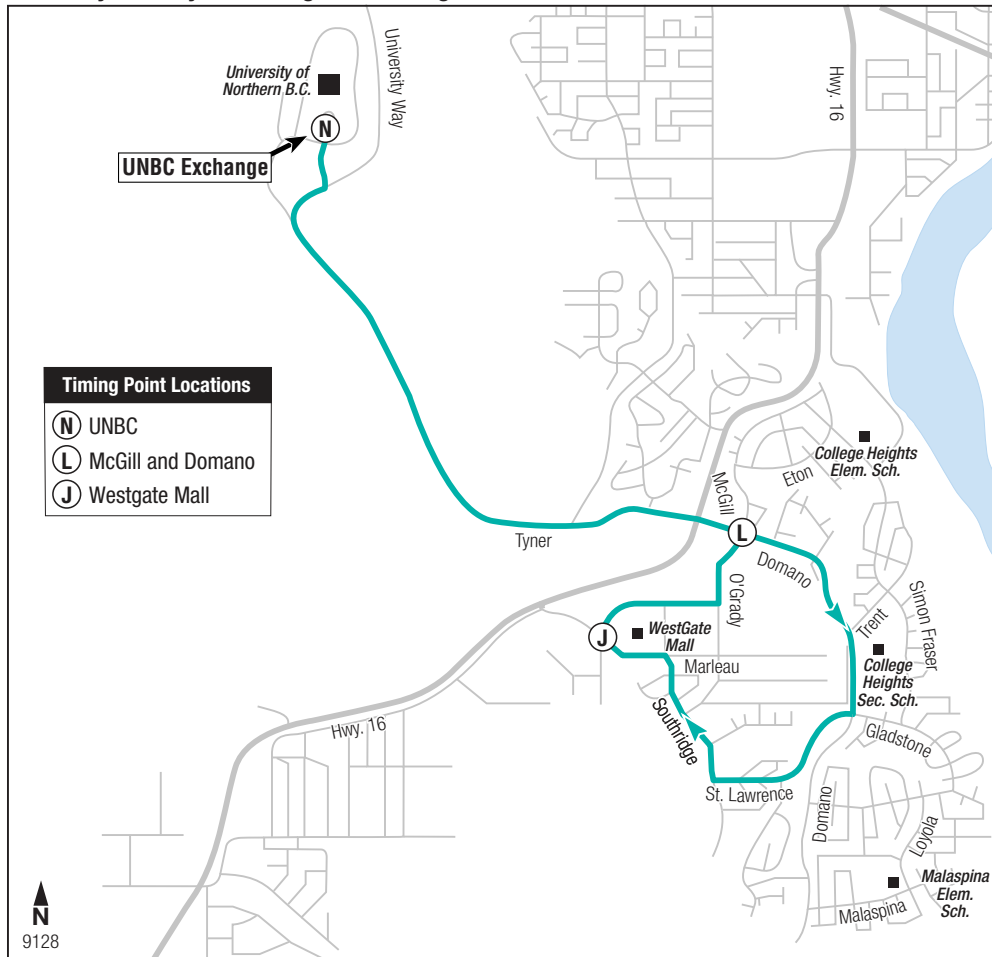 University of
Northern B.C.
University Way
Hwy. 16
N
UNBC Exchange
Timing Point Locations
N UNBC
L McGill and Domano
J Westgate Mall
College Heights
Elem. Sch.
Eton
McGill
L
Tyner
Domano
O'Grady
Simon Fraser
Trent
J
WestGate
Mall
Marleau
College
Heights
Sec. Sch.
Southridge
Hwy. 16
Gladstone
St. Lawrence
Domano
Loyola
Malaspina
Elem.
Sch.
Malaspina
N
9128